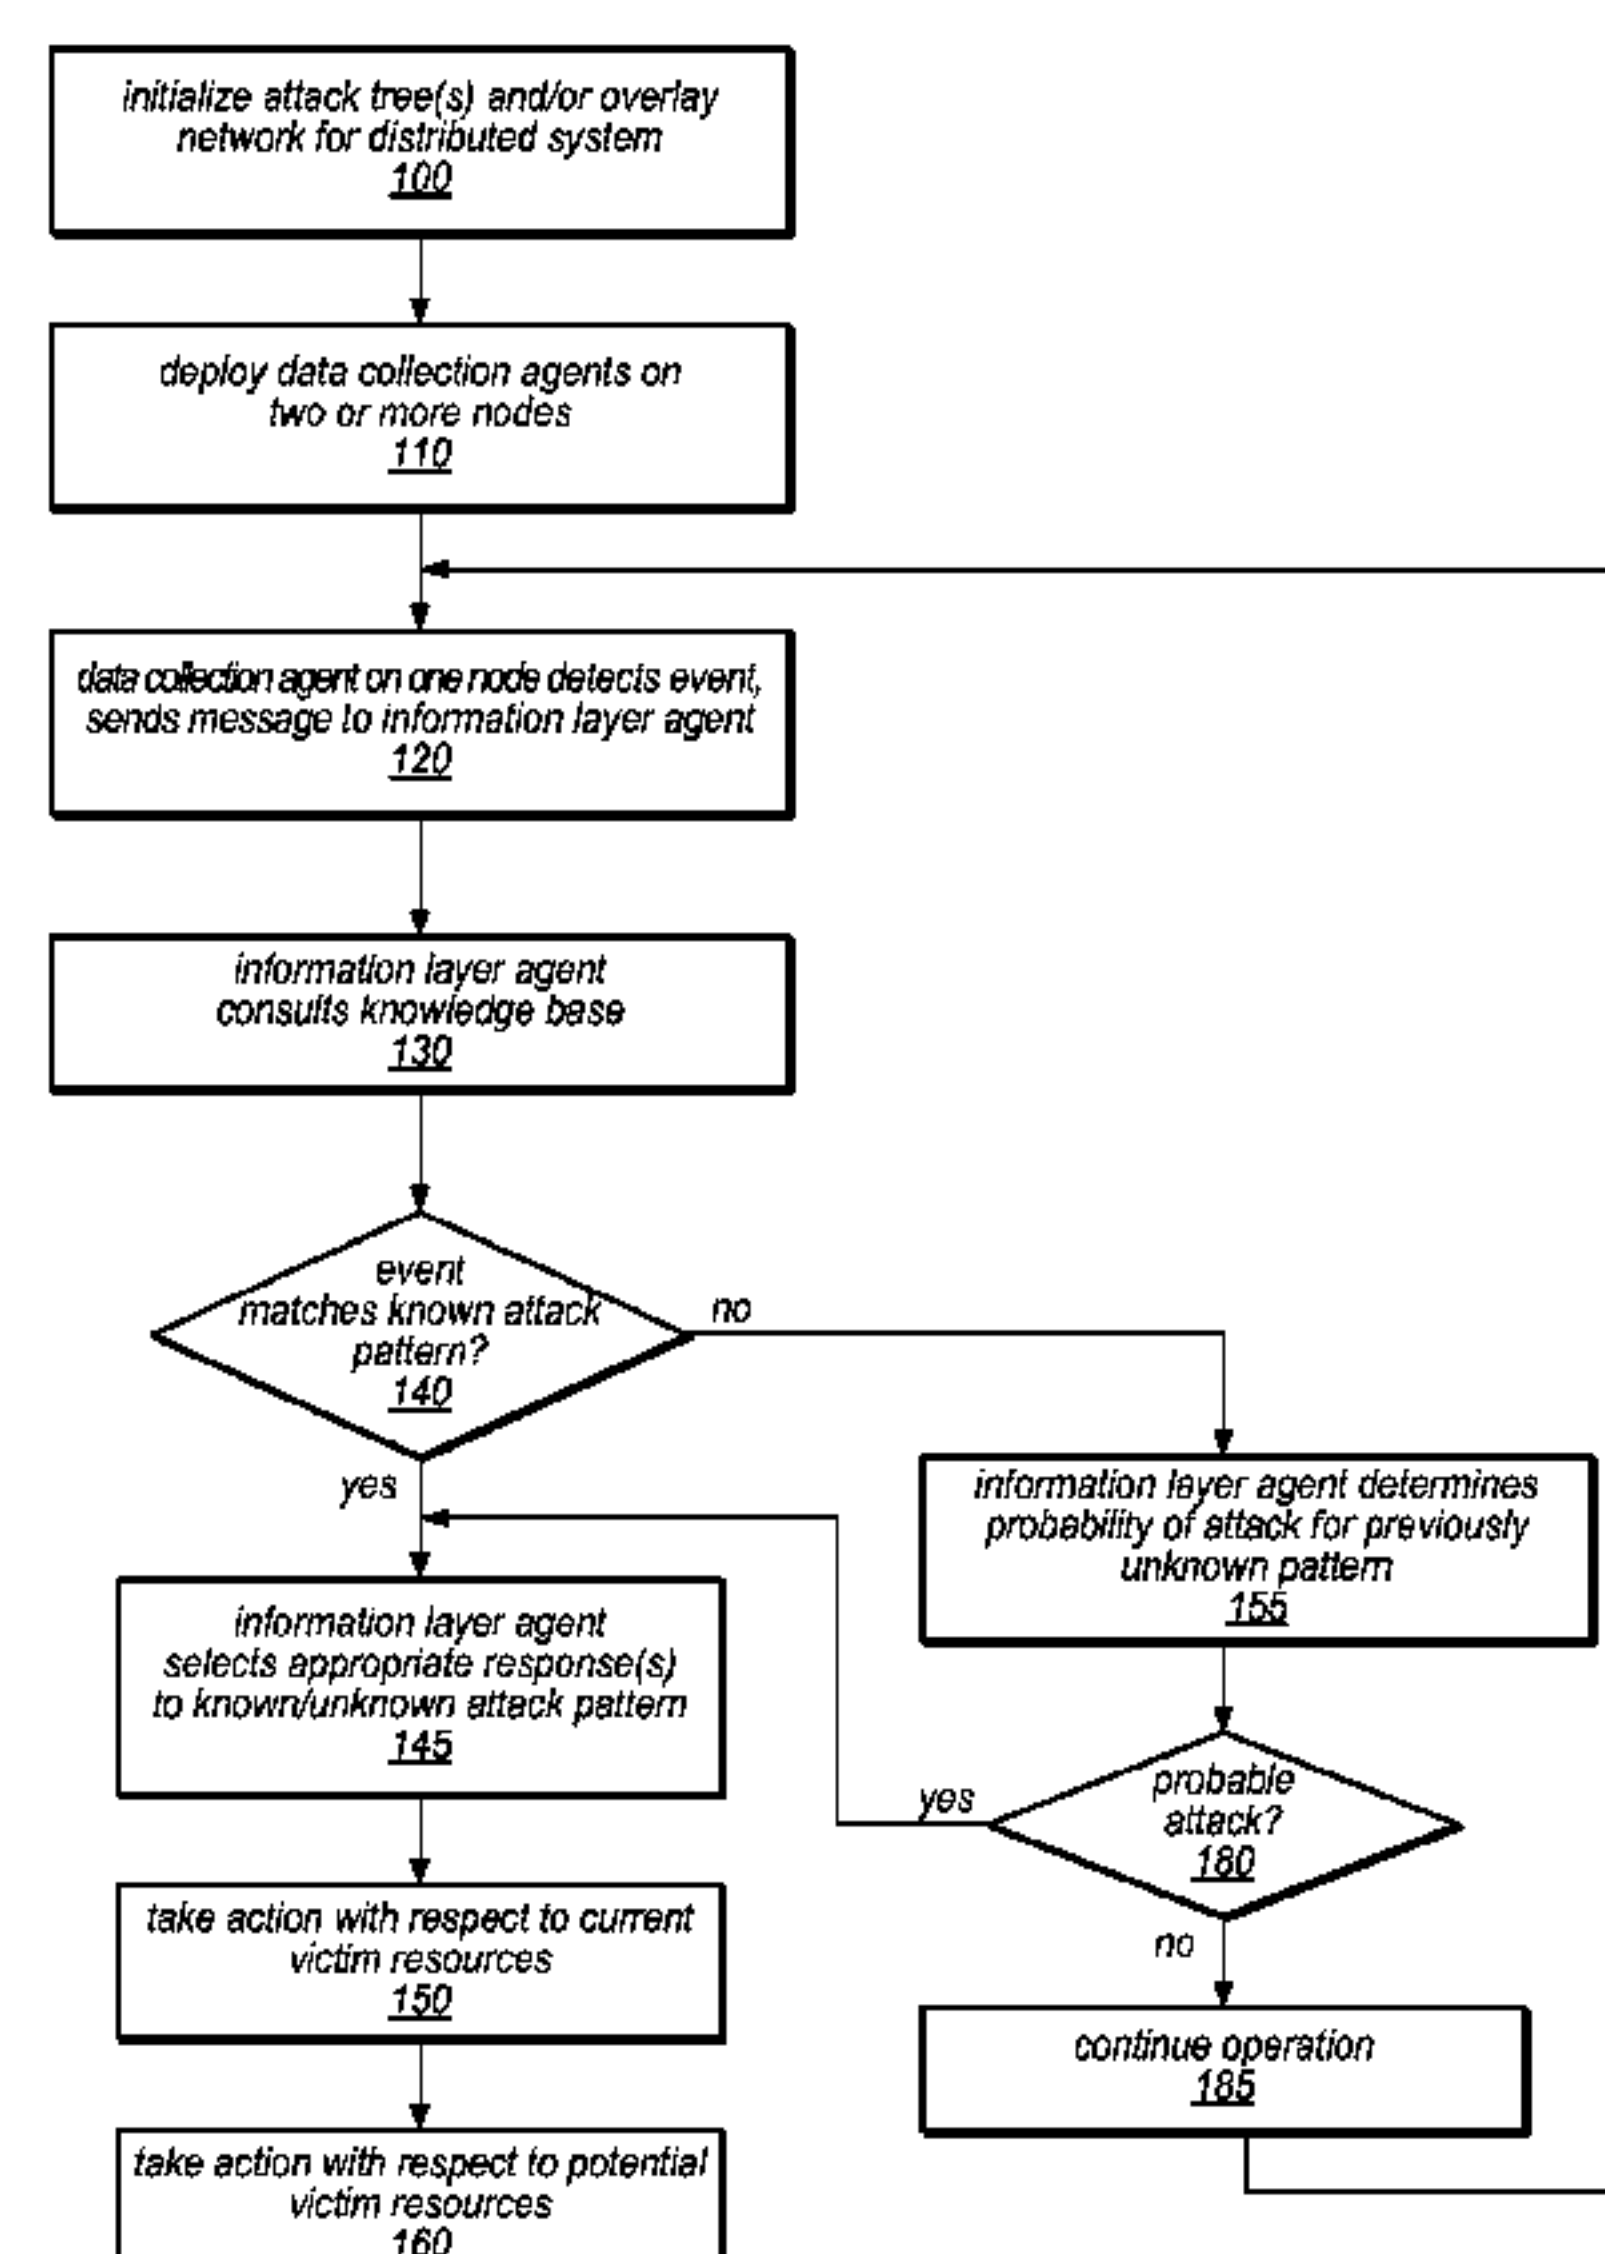 initialize attack tree(s) and/or overlay
network for distributed system
100
deploy data collection agents on
two or more nodes
110
data collection agent on one node detects event,
sends message to information layer agent
120
information layer agent
consults knowledge base
130
event
matches known attack
pattern?
140
no
yes
information layer agent determines
probability of attack for previously
unknown pattern
155
information layer agent
selects appropriate response(s)
to known/unknown attack pattern
145
probable
attack?
180
yes
no
take action with respect to current
victim resources
150
continue operation
185
take action with respect to potential
victim resources
160